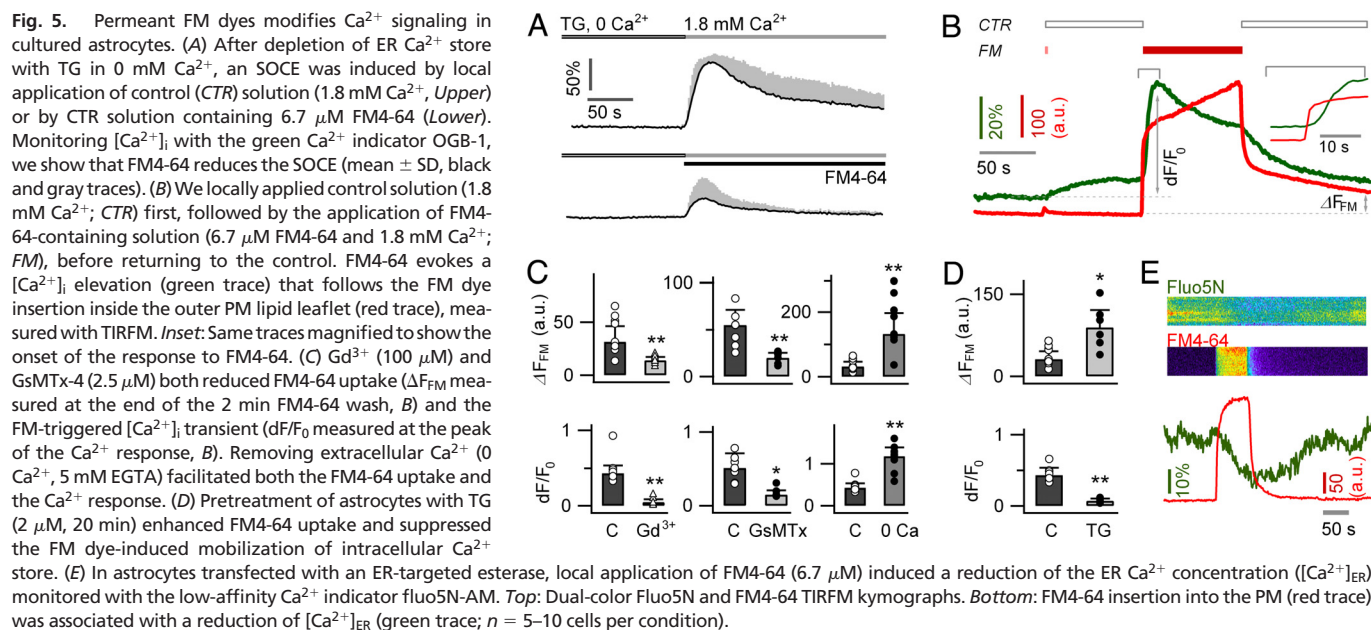 Fig. 5. Permeant FM dyes modifies Ca²⁺ signaling in
cultured astrocytes. (A) After depletion of ER Ca²⁺ store
with TG in 0 mM Ca²⁺, an SOCE was induced by local
application of control (CTR) solution (1.8 mM Ca²⁺, Upper)
or by CTR solution containing 6.7 μM FM4-64 (Lower).
Monitoring [Ca²⁺]i with the green Ca²⁺ indicator OGB-1,
we show that FM4-64 reduces the SOCE (mean ± SD, black
and gray traces). (B) We locally applied control solution (1.8
mM Ca²⁺; CTR) first, followed by the application of FM4-
64-containing solution (6.7 μM FM4-64 and 1.8 mM Ca²⁺;
FM), before returning to the control. FM4-64 evokes a
[Ca²⁺]i elevation (green trace) that follows the FM dye
insertion inside the outer PM lipid leaflet (red trace), mea-
sured with TIRFM. Inset: Same traces magnified to show the
onset of the response to FM4-64. (C) Gd³⁺ (100 μM) and
GsMTx-4 (2.5 μM) both reduced FM4-64 uptake (ΔFFM mea-
sured at the end of the 2 min FM4-64 wash, B) and the
FM-triggered [Ca²⁺]i transient (dF/F0 measured at the peak
of the Ca²⁺ response, B). Removing extracellular Ca²⁺ (0
Ca²⁺, 5 mM EGTA) facilitated both the FM4-64 uptake and
the Ca²⁺ response. (D) Pretreatment of astrocytes with TG
(2 μM, 20 min) enhanced FM4-64 uptake and suppressed
the FM dye-induced mobilization of intracellular Ca²⁺
store. (E) In astrocytes transfected with an ER-targeted esterase, local application of FM4-64 (6.7 μM) induced a reduction of the ER Ca²⁺ concentration ([Ca²⁺]ER)
monitored with the low-affinity Ca²⁺ indicator fluo5N-AM. Top: Dual-color Fluo5N and FM4-64 TIRFM kymographs. Bottom: FM4-64 insertion into the PM (red trace)
was associated with a reduction of [Ca²⁺]ER (green trace; n = 5–10 cells per condition).
A
TG, 0 Ca²⁺ 1.8 mM Ca²⁺
50%
50 s
FM4-64
B
CTR
FM
20%
100
(a.u.)
50 s
dF/F0
10 s
ΔFFM
C
ΔFFM (a.u.)
50
0
**
100
0
**
200
0
**
dF/F0
1
0
**
C Gd³⁺
1
0
*
C GsMTx
1
0
**
C 0 Ca
D
ΔFFM (a.u.)
150
0
*
dF/F0
1
0
**
C TG
E
Fluo5N
FM4-64
10%
50
(a.u.)
50 s